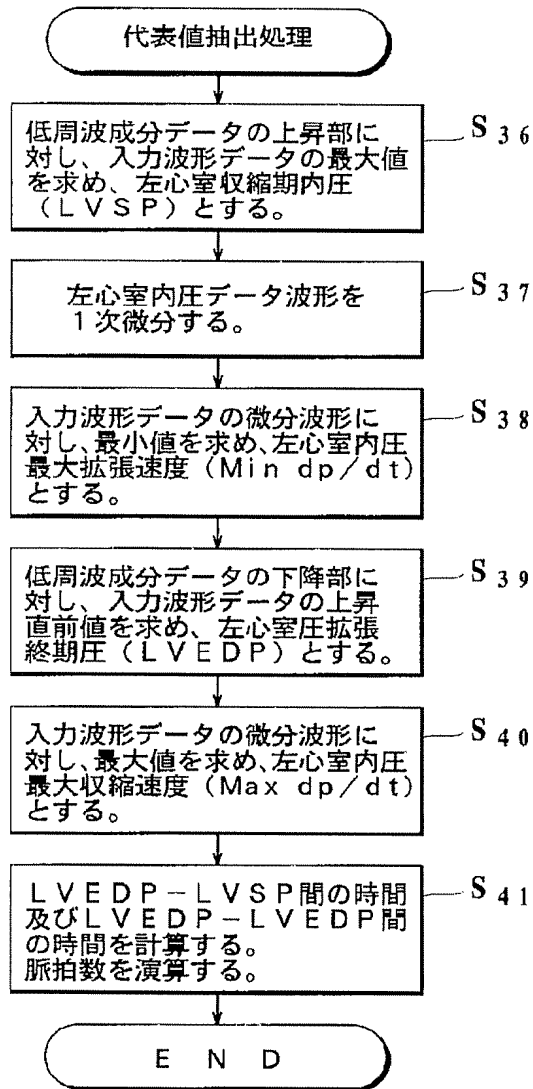 代表値抽出処理
低周波成分データの上昇部に
対し、入力波形データの最大値
を求め、左心室収縮期内圧
（ＬＶＳＰ）とする。
S36
左心室内圧データ波形を
１次微分する。
S37
入力波形データの微分波形に
対し、最小値を求め、左心室内圧
最大拡張速度（Min dp／dt）
とする。
S38
低周波成分データの下降部に
対し、入力波形データの上昇
直前値を求め、左心室圧拡張
終期圧（ＬＶＥＤＰ）とする。
S39
入力波形データの微分波形に
対し、最大値を求め、左心室内圧
最大収縮速度（Max dp／dt）
とする。
S40
ＬＶＥＤＰ－ＬＶＳＰ間の時間
及びＬＶＥＤＰ－ＬＶＥＤＰ間
の時間を計算する。
脈拍数を演算する。
S41
ＥＮＤ